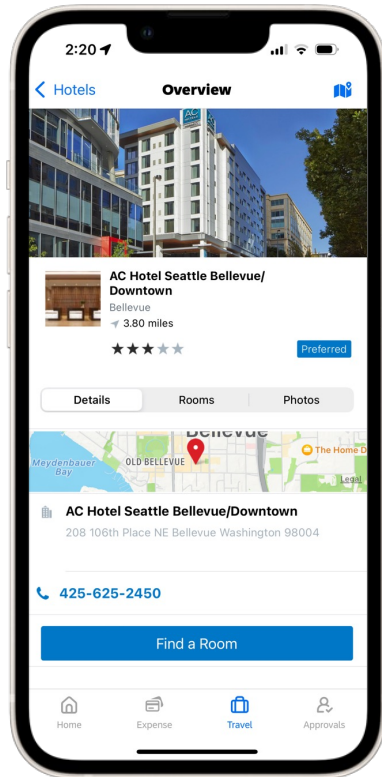 2:20
Hotels
Overview
AC
AC Hotel Seattle Bellevue/
Downtown
Bellevue
3.80 miles
Preferred
Details
Rooms
Photos
Bellevue
Meydenbauer
Bay
OLD BELLEVUE
The Home D
Legal
AC Hotel Seattle Bellevue/Downtown
208 106th Place NE Bellevue Washington 98004
425-625-2450
Find a Room
Home
Expense
Travel
Approvals